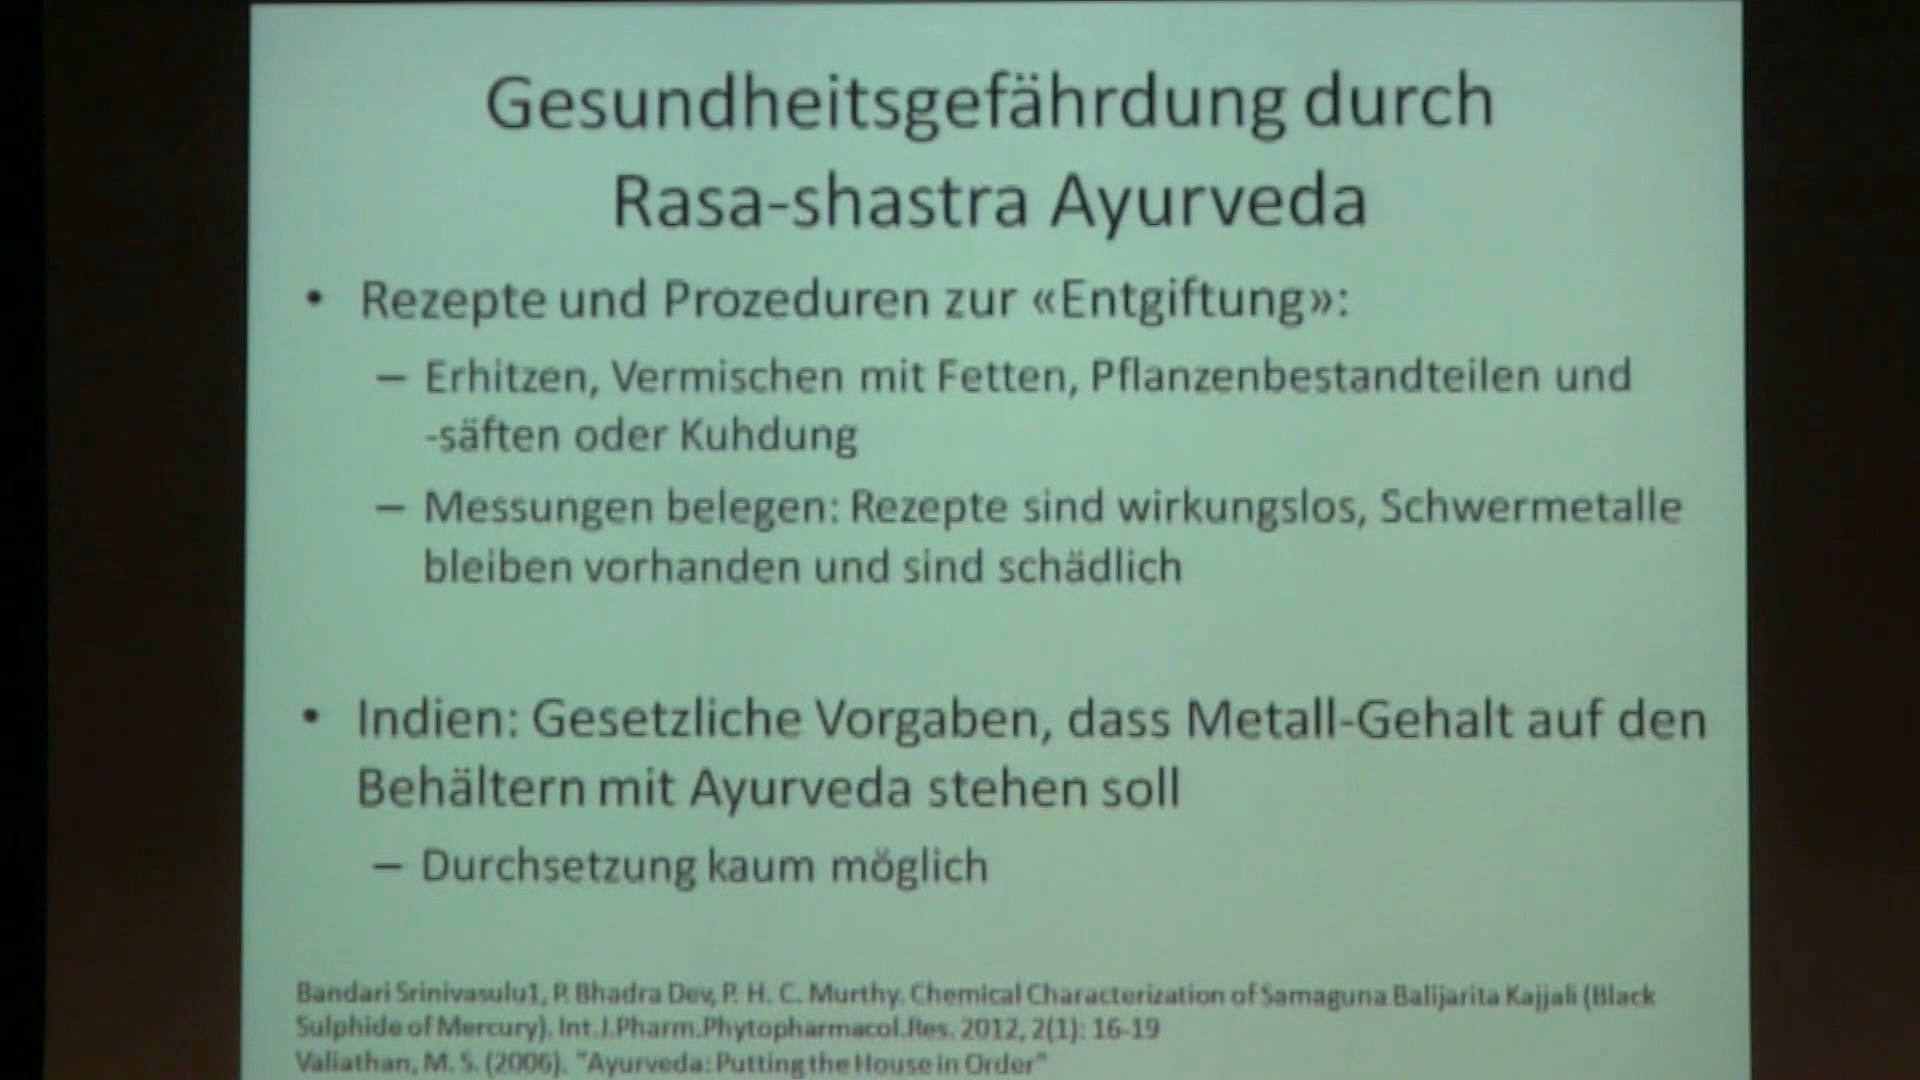 Gesundheitsgefährdung durch
Rasa-shastra Ayurveda
• Rezepte und Prozeduren zur «Entgiftung»:
– Erhitzen, Vermischen mit Fetten, Pflanzenbestandteilen und
-säften oder Kuhdung
– Messungen belegen: Rezepte sind wirkungslos, Schwermetalle
bleiben vorhanden und sind schädlich
• Indien: Gesetzliche Vorgaben, dass Metall-Gehalt auf den
Behältern mit Ayurveda stehen soll
– Durchsetzung kaum möglich
Bandari Srinivasulu1, P. Bhadra Dev, P. H. C. Murthy. Chemical Characterization of Samaguna Balijarita Kajjali (Black
Sulphide of Mercury). Int.J.Pharm.Phytopharmacol.Res. 2012, 2(1): 16-19
Valiathan, M. S. (2006). "Ayurveda: Putting the House in Order"